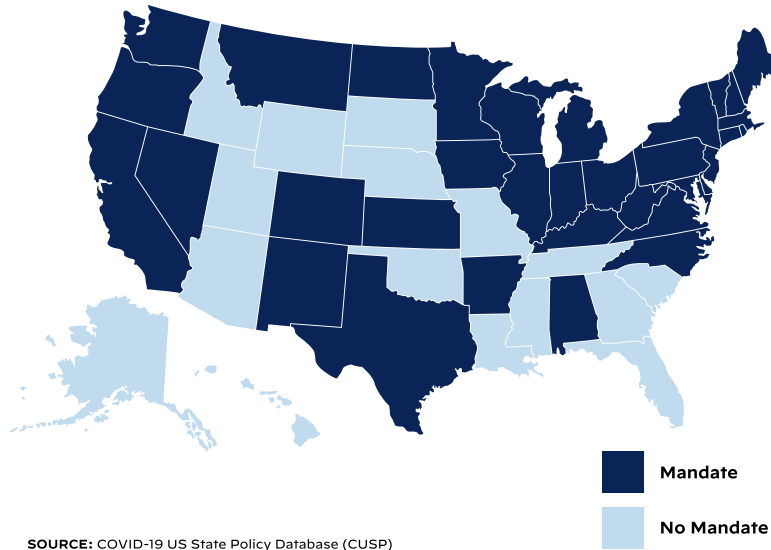 Mandate
No Mandate
SOURCE: COVID-19 US State Policy Database (CUSP)